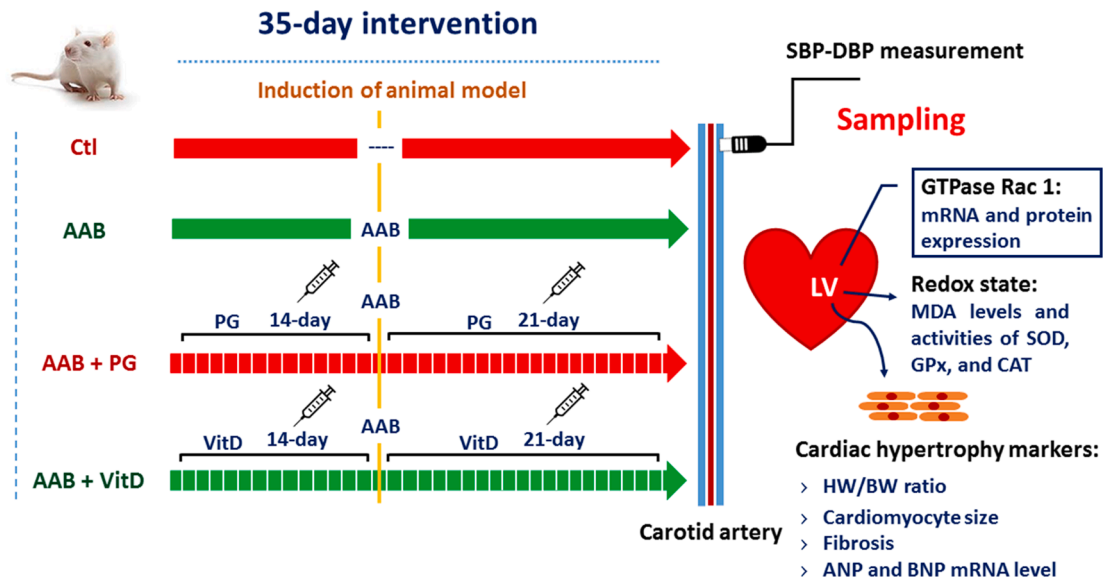 35-day intervention
Induction of animal model
SBP-DBP measurement
Sampling
Ctl
----
AAB
AAB
AAB
PG 14-day
PG 21-day
AAB + PG
AAB
VitD 14-day
VitD 21-day
AAB + VitD
Carotid artery
LV
GTPase Rac 1:
mRNA and protein
expression
Redox state:
MDA levels and
activities of SOD,
GPx, and CAT
Cardiac hypertrophy markers:
› HW/BW ratio
› Cardiomyocyte size
› Fibrosis
› ANP and BNP mRNA level